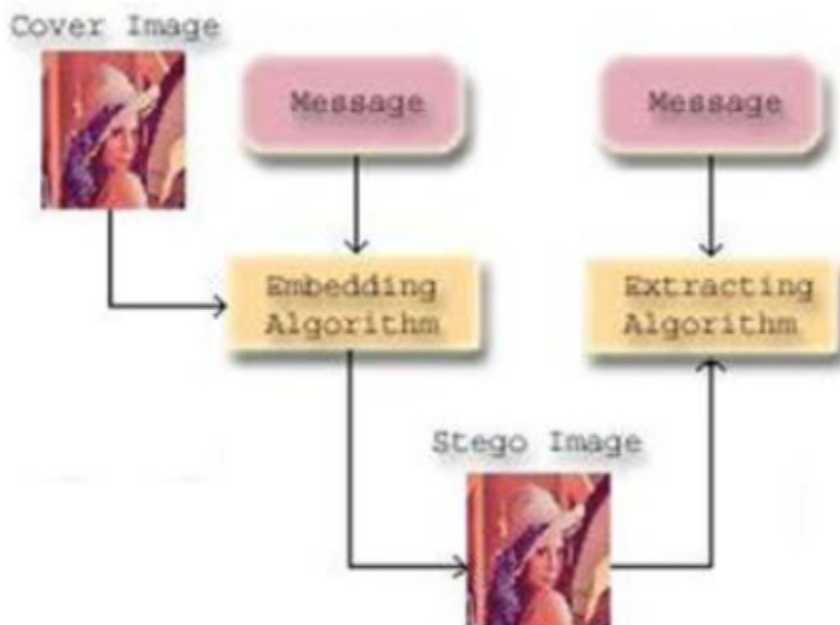 Cover Image
Message
Message
Embedding
Algorithm
Extracting
Algorithm
Stego Image